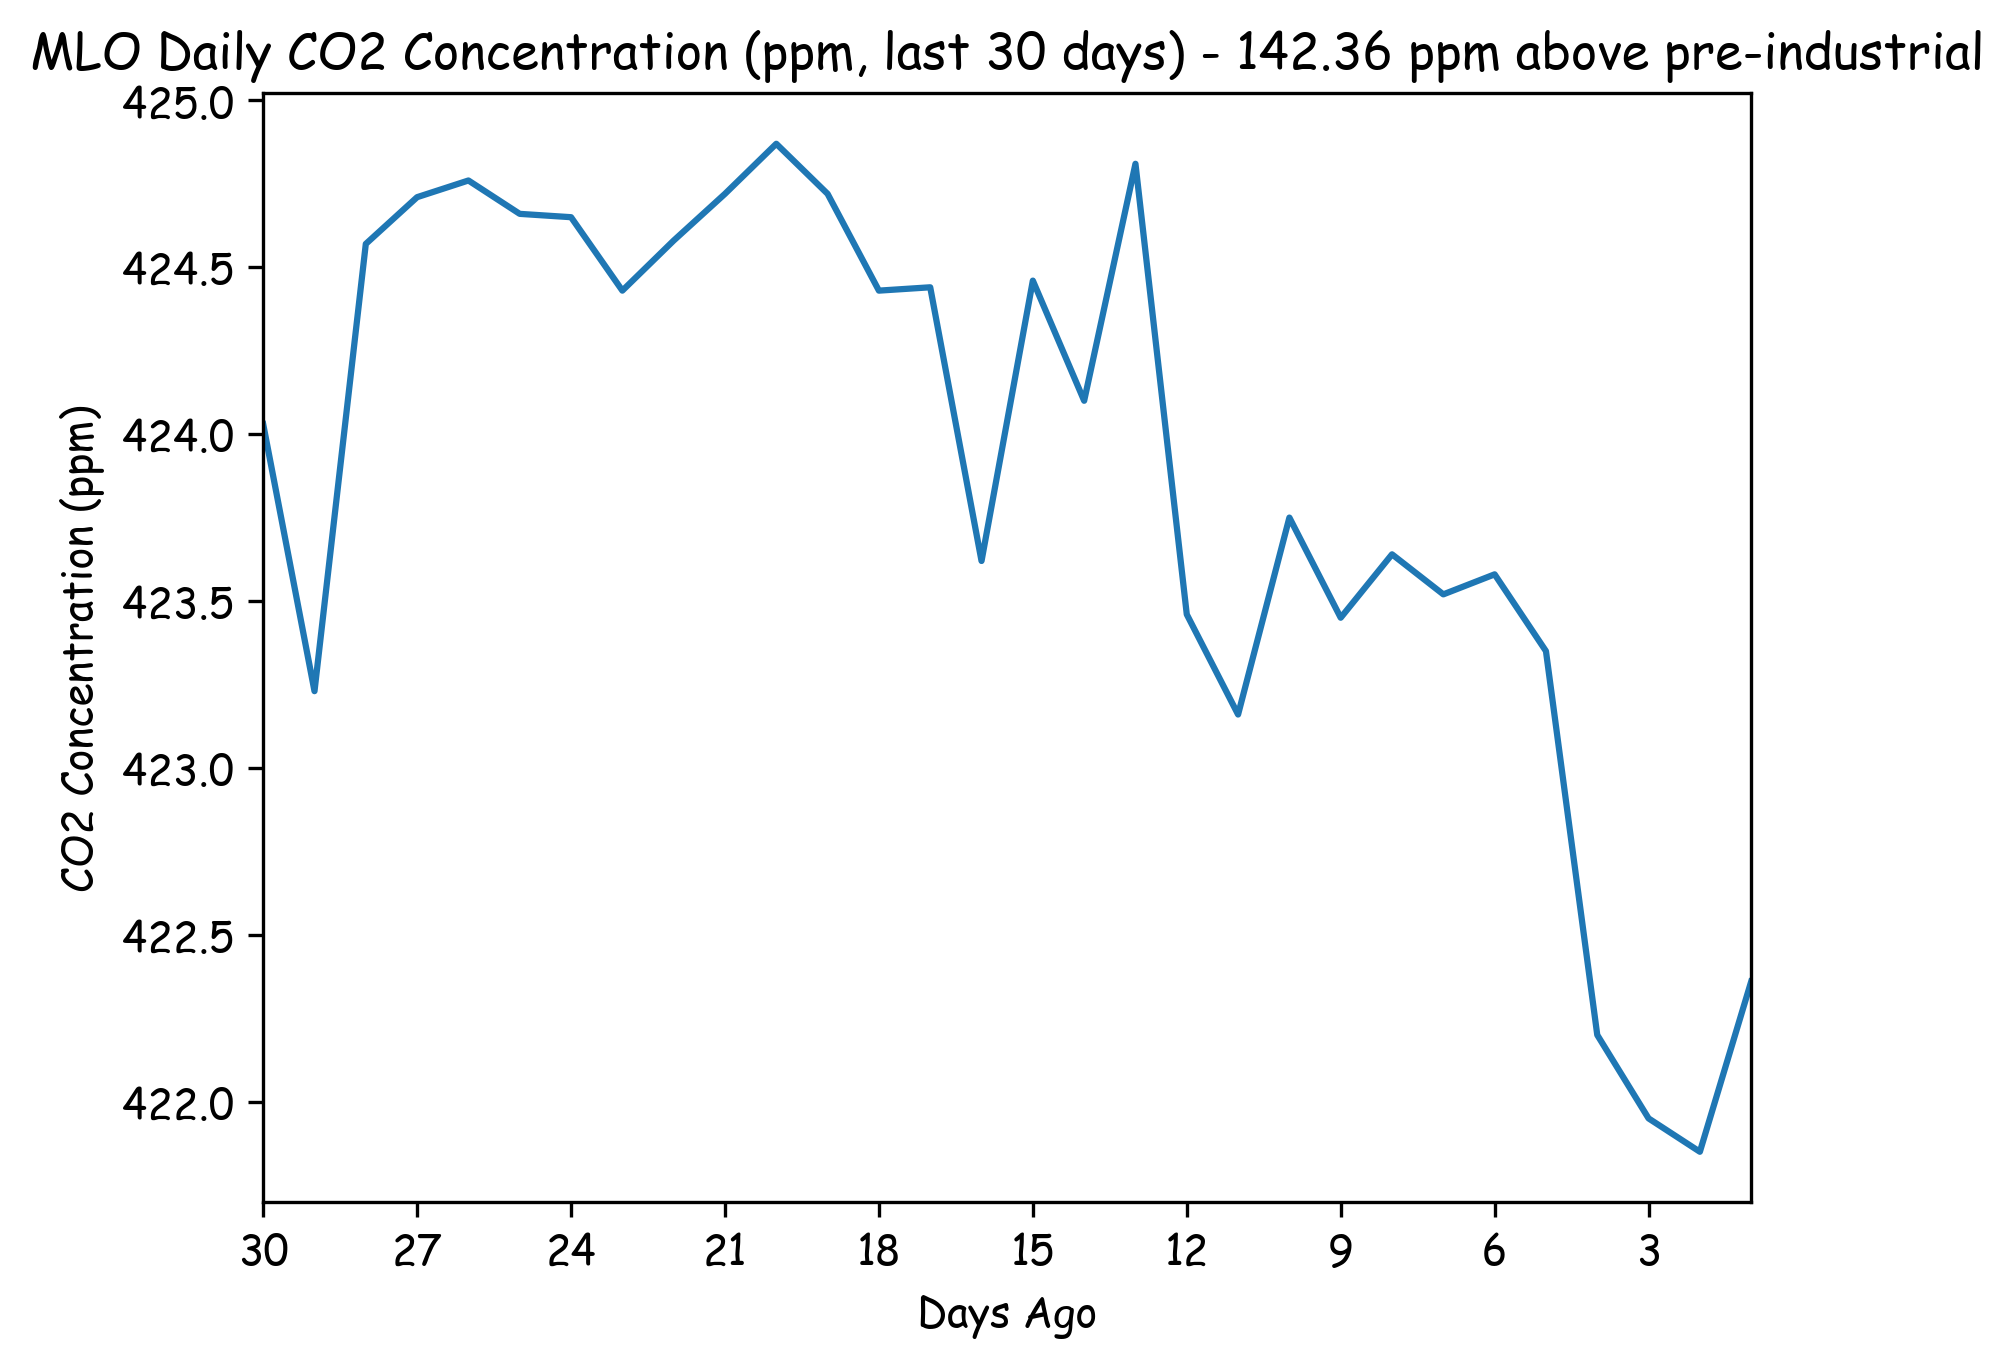 MLO Daily CO2 Concentration (ppm, last 30 days) - 142.36 ppm above pre-industrial
425.0
424.5
424.0
423.5
423.0
422.5
422.0
CO2 Concentration (ppm)
30 27 24 21 18 15 12 9 6 3
Days Ago